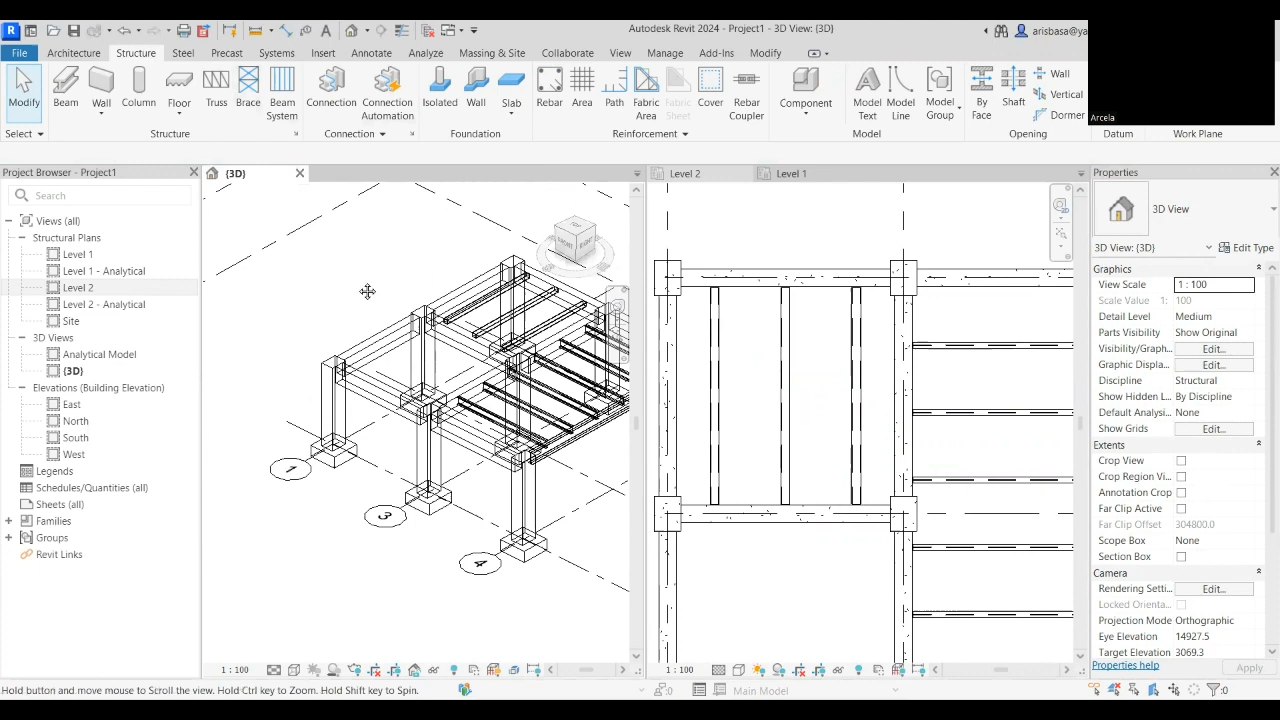 Autodesk Revit 2024 - Project1 - 3D View: {3D}
arisbasa@ya
File Architecture Structure Steel Precast Systems Insert Annotate Analyze Massing & Site Collaborate View Manage Add-Ins Modify
Modify Beam Wall Column Floor Truss Brace Beam System Connection Connection Automation Isolated Wall Slab Rebar Area Path Fabric Area Fabric Sheet Cover Rebar Coupler Component Model Text Model Line Model Group By Face Shaft Wall Vertical Dormer
Arcela
Select Structure Connection Foundation Reinforcement Model Opening Datum Work Plane
Project Browser - Project1
{3D}
Level 2
Level 1
Properties
Search
Views (all)
Structural Plans
Level 1
Level 1 - Analytical
Level 2
Level 2 - Analytical
Site
3D Views
Analytical Model
{3D}
Elevations (Building Elevation)
East
North
South
West
Legends
Schedules/Quantities (all)
Sheets (all)
Families
Groups
Revit Links
TOP
FRONT
RIGHT
1
3
4
1 : 100
1 : 100
3D View
3D View: {3D} Edit Type
Graphics
View Scale 1 : 100
Scale Value 1: 100
Detail Level Medium
Parts Visibility Show Original
Visibility/Graph... Edit...
Graphic Displa... Edit...
Discipline Structural
Show Hidden L... By Discipline
Default Analysi... None
Show Grids Edit...
Extents
Crop View
Crop Region Vi...
Annotation Crop
Far Clip Active
Far Clip Offset 304800.0
Scope Box None
Section Box
Camera
Rendering Setti... Edit...
Locked Orienta...
Projection Mode Orthographic
Eye Elevation 14927.5
Target Elevation 3069.3
Properties help Apply
Hold button and move mouse to Scroll the view. Hold Ctrl key to Zoom. Hold Shift key to Spin.
:0
Main Model
:0